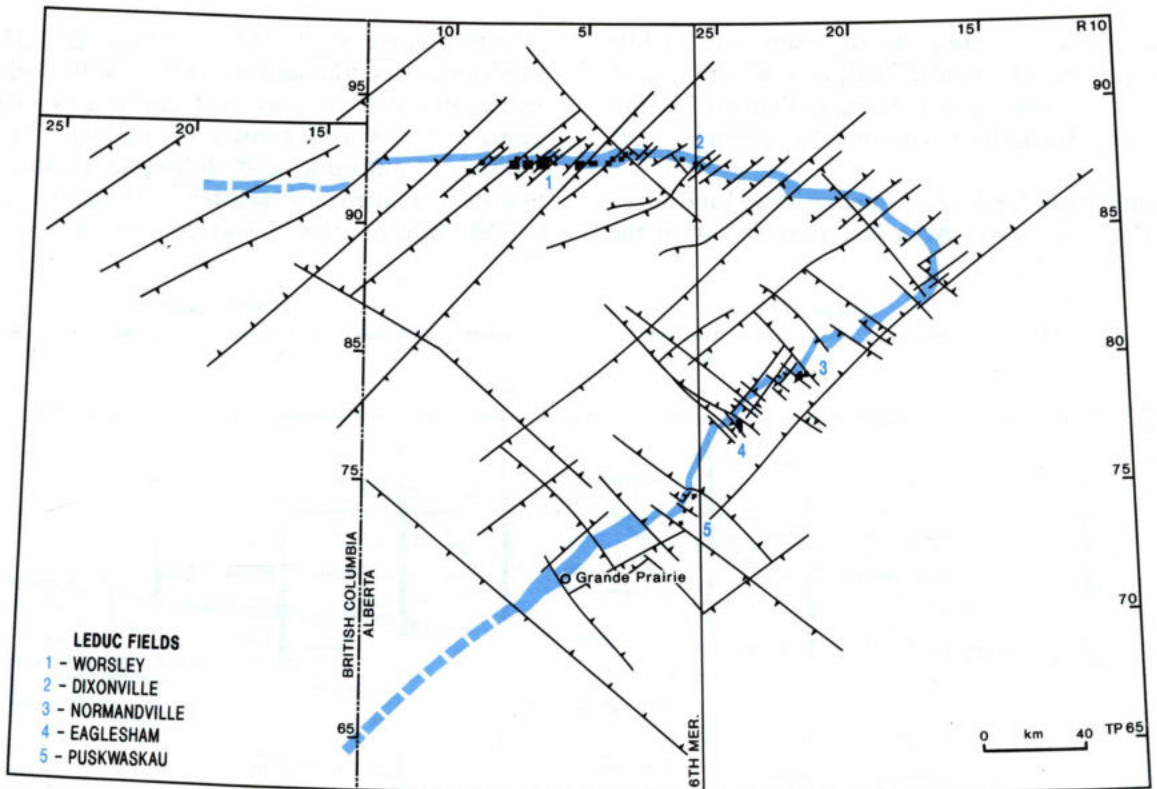 10 5 25 20 15 R 10
95 90
25 20 15
2
1
90 85
85 80
3
4
75 75
5
Grande Prairie
70
BRITISH COLUMBIA
ALBERTA
LEDUC FIELDS
1 - WORSLEY
2 - DIXONVILLE
3 - NORMANDVILLE
4 - EAGLESHAM
5 - PUSKWASKAU
65
6TH MER.
TP 65
0 km 40